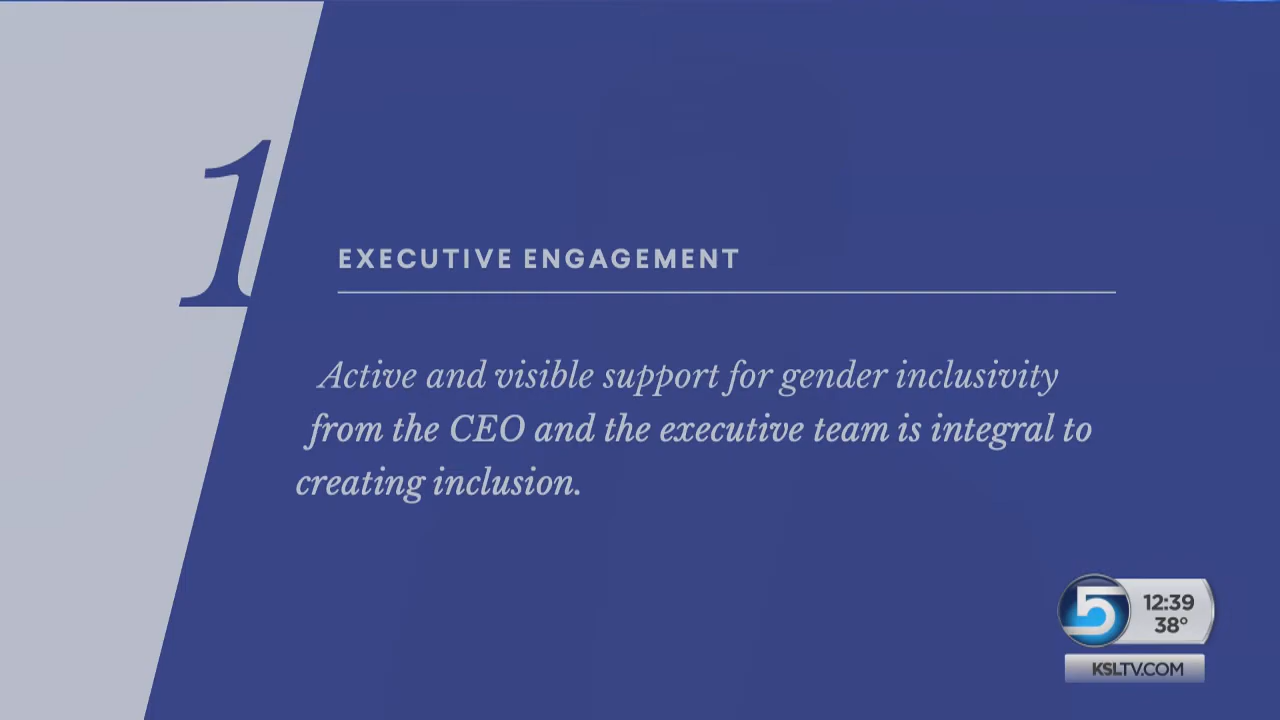 1
EXECUTIVE ENGAGEMENT
Active and visible support for gender inclusivity
from the CEO and the executive team is integral to
creating inclusion.
5
12:39
38°
KSLTV.COM